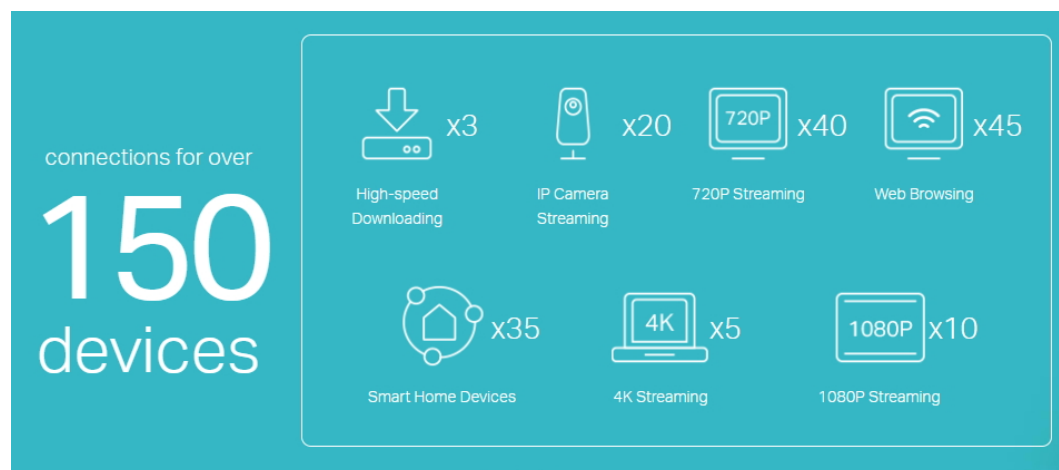 connections for over
150
devices
x3
High-speed
Downloading
x20
IP Camera
Streaming
720P
x40
720P Streaming
x45
Web Browsing
x35
Smart Home Devices
4K
x5
4K Streaming
1080P
x10
1080P Streaming